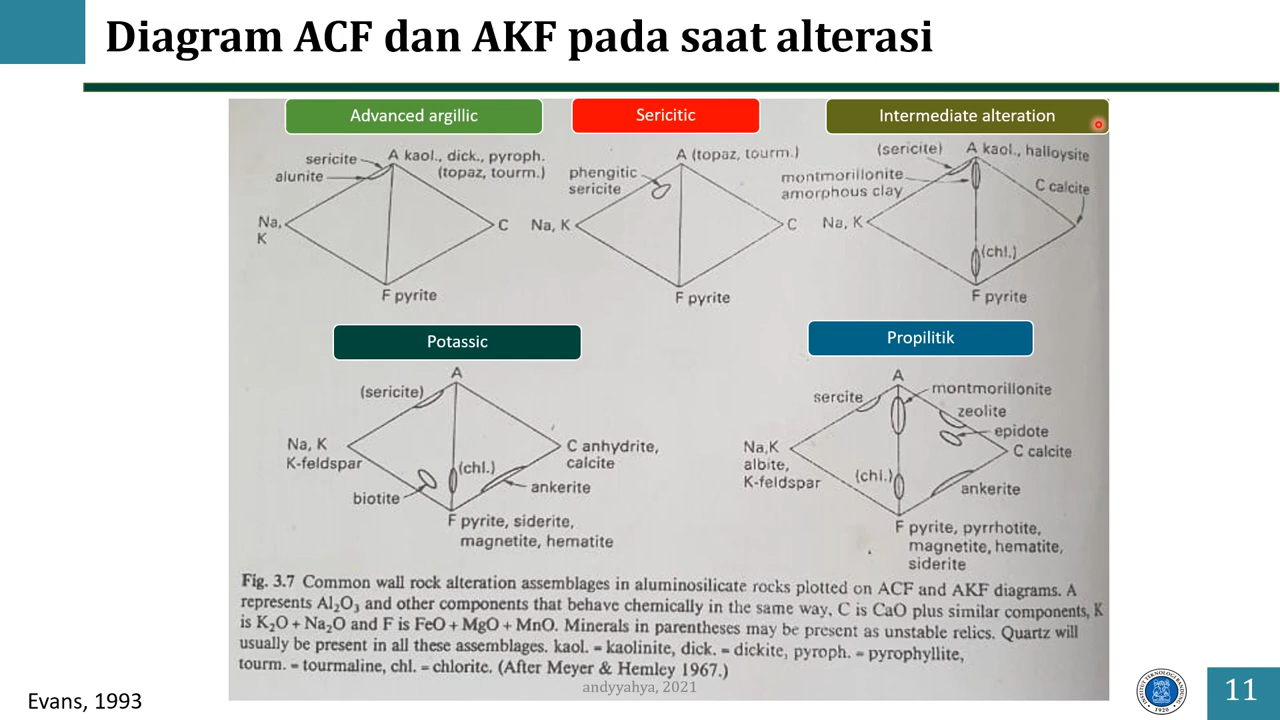 Diagram ACF dan AKF pada saat alterasi
Advanced argillic
sericite
A kaol., dick., pyroph.
(topaz, tourm.)
alunite
Na,
K
C
F pyrite
Sericitic
A (topaz, tourm.)
phengitic
sericite
Na, K
C
F pyrite
Intermediate alteration
(sericite)
A kaol., halloysite
montmorillonite
amorphous clay
C calcite
Na, K
(chl.)
F pyrite
Potassic
A
(sericite)
Na, K
K-feldspar
C anhydrite,
calcite
(chl.)
biotite
ankerite
F pyrite, siderite,
magnetite, hematite
Propilitik
A
montmorillonite
sercite
zeolite
epidote
C calcite
Na,K
albite,
K-feldspar
(chl.)
ankerite
F pyrite, pyrrhotite,
magnetite, hematite,
siderite
Fig. 3.7 Common wall rock alteration assemblages in aluminosilicate rocks plotted on ACF and AKF diagrams. A
represents Al₂O₃ and other components that behave chemically in the same way, C is CaO plus similar components, K
is K₂O + Na₂O and F is FeO + MgO + MnO. Minerals in parentheses may be present as unstable relics. Quartz will
usually be present in all these assemblages. kaol. = kaolinite, dick. = dickite, pyroph. = pyrophyllite,
tourm. = tourmaline, chl. = chlorite. (After Meyer & Hemley 1967.)
andyyahya, 2021
Evans, 1993
1920
11